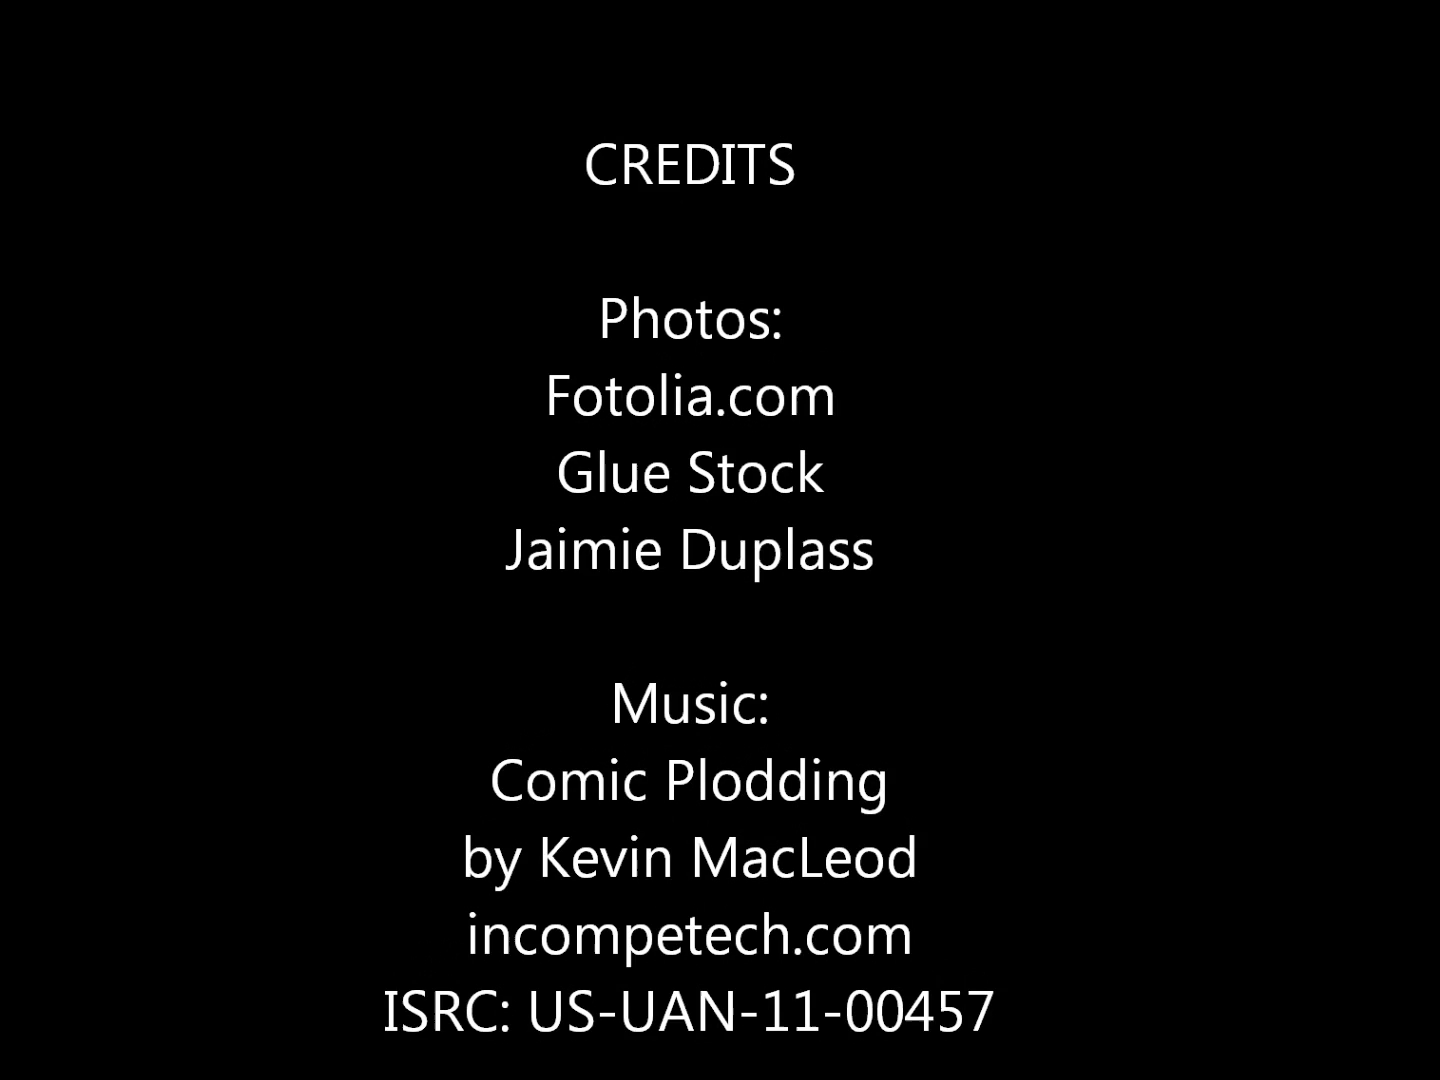 CREDITS
Photos:
Fotolia.com
Glue Stock
Jaimie Duplass
Music:
Comic Plodding
by Kevin MacLeod
incompetech.com
ISRC: US-UAN-11-00457